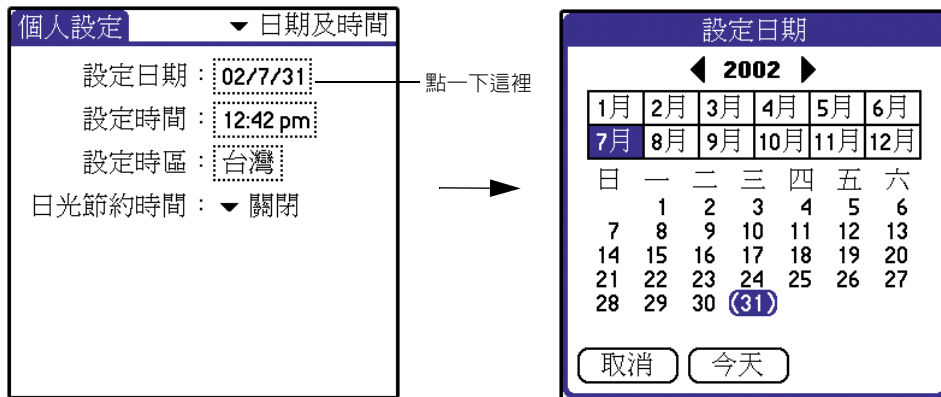 個人設定 ▼ 日期及時間
設定日期：02/7/31
設定時間：12:42 pm
設定時區：台灣
日光節約時間：▼ 關閉
點一下這裡
設定日期
◀ 2002 ▶
1月 2月 3月 4月 5月 6月
7月 8月 9月 10月 11月 12月
日 一 二 三 四 五 六
1 2 3 4 5 6
7 8 9 10 11 12 13
14 15 16 17 18 19 20
21 22 23 24 25 26 27
28 29 30 (31)
取消 今天